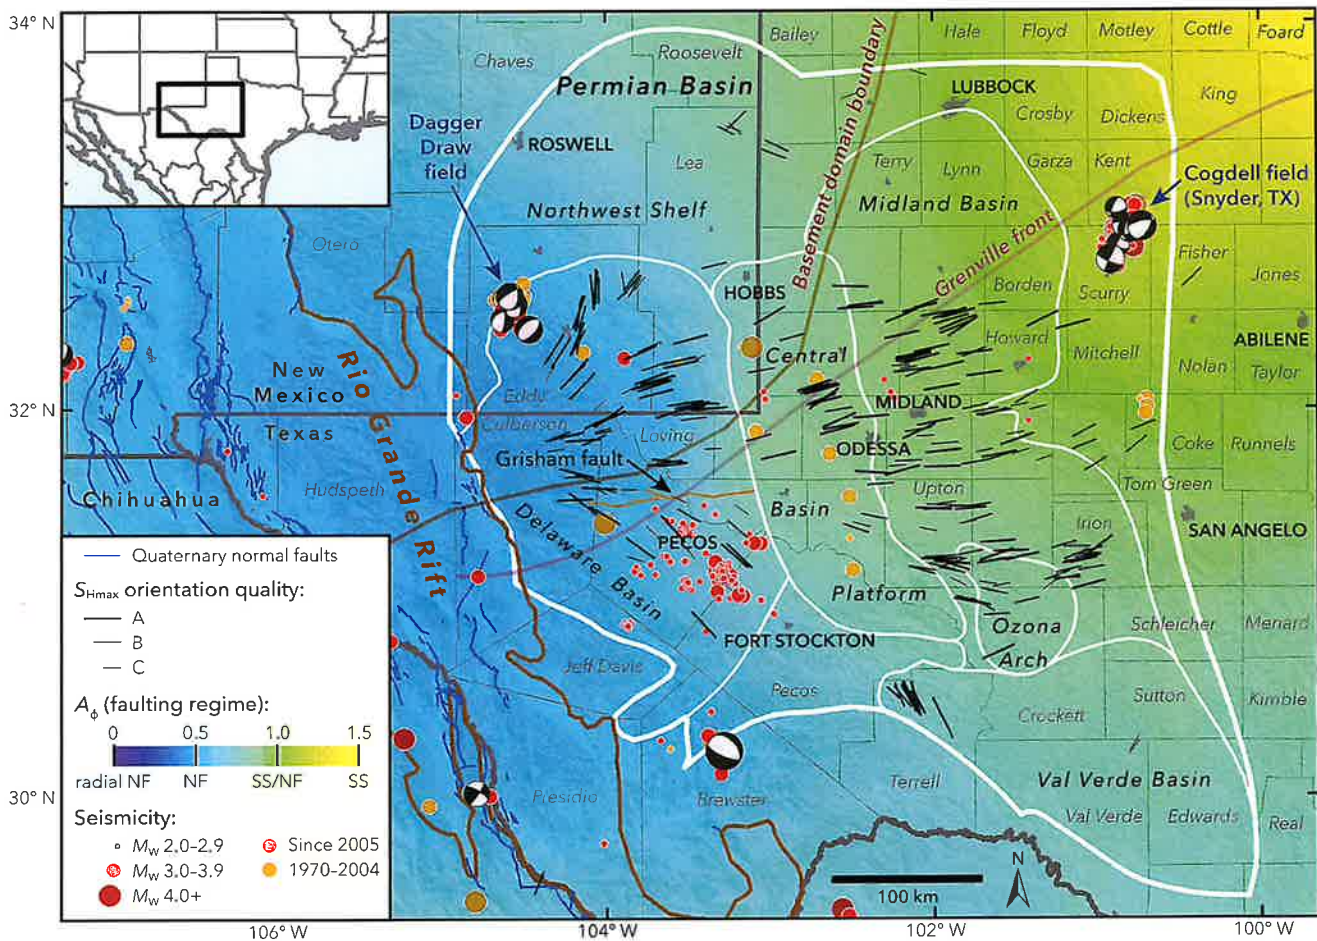 34° N
32° N
30° N
106° W
104° W
102° W
100° W
Chaves
Roosevelt
Bailey
Hale
Floyd
Motley
Cottle
Foard
Permian Basin
Basement domain boundary
LUBBOCK
King
Crosby
Dickens
Dagger
Draw
field
ROSWELL
Lea
Terry
Lynn
Garza
Kent
Cogdell field
(Snyder, TX)
Northwest Shelf
Midland Basin
Grenville front
Otero
Fisher
Jones
HOBBS
Borden
Scurry
Howard
Mitchell
ABILENE
Nolan
Taylor
Rio Grande Rift
New
Mexico
Texas
Central
Basin
Platform
Eddy
Culberson
Loving
MIDLAND
ODESSA
Coke
Runnels
Grisham fault
Chihuahua
Hudspeth
Upton
Tom Green
Irion
SAN ANGELO
Delaware Basin
PECOS
FORT STOCKTON
Ozona
Arch
Schleicher
Menard
Jeff Davis
Pecos
Crockett
Sutton
Kimble
Presidio
Brewster
Terrell
Val Verde Basin
Val Verde
Edwards
Real
N
100 km
Quaternary normal faults
SHmax orientation quality:
A
B
C
Aϕ (faulting regime):
0 0.5 1.0 1.5
radial NF NF SS/NF SS
Seismicity:
Mw 2.0–2.9
Mw 3.0–3.9
Mw 4.0+
Since 2005
1970–2004